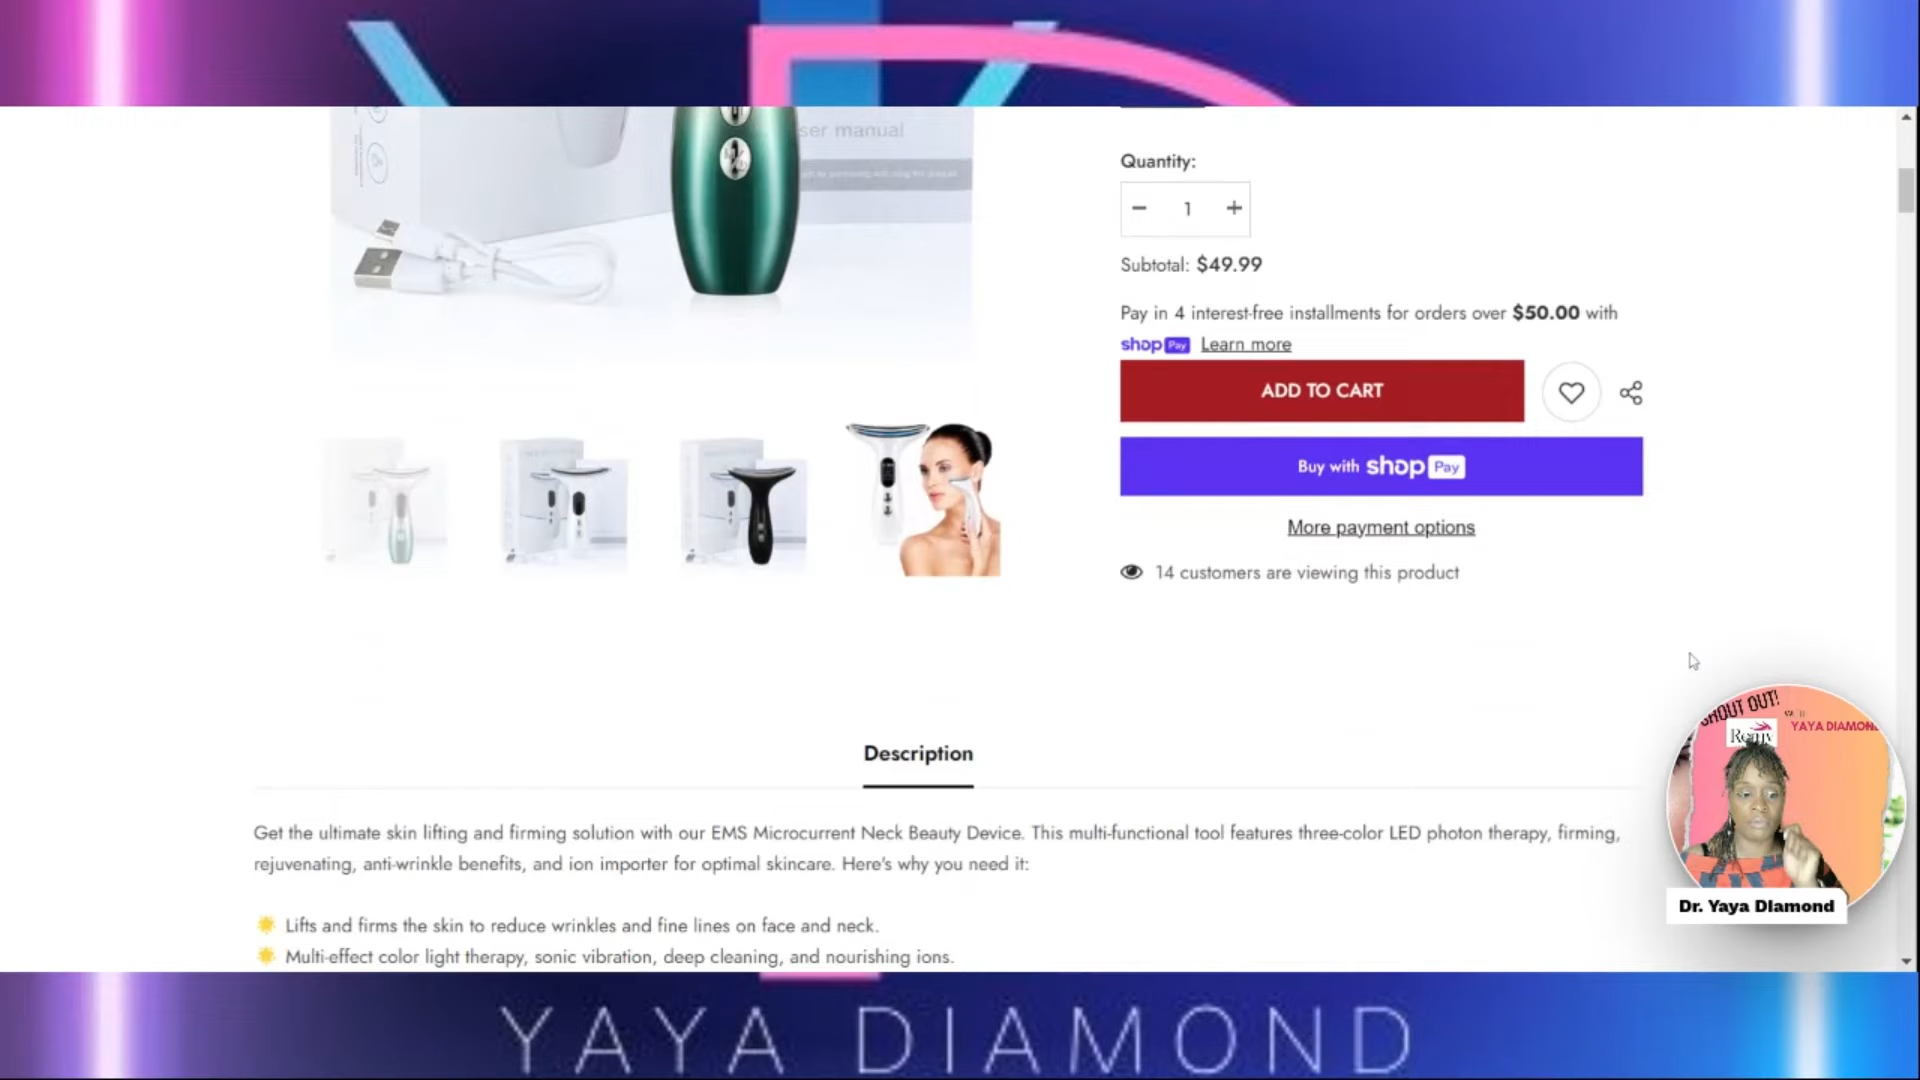 user manual
Quantity:
− 1 +
Subtotal: $49.99
Pay in 4 interest-free installments for orders over $50.00 with
shop Pay Learn more
ADD TO CART
Buy with shop Pay
More payment options
14 customers are viewing this product
SHOUT OUT! WITH
YAYA DIAMOND
Remy
Dr. Yaya DIamond
Description
Get the ultimate skin lifting and firming solution with our EMS Microcurrent Neck Beauty Device. This multi-functional tool features three-color LED photon therapy, firming,
rejuvenating, anti-wrinkle benefits, and ion importer for optimal skincare. Here's why you need it:
Lifts and firms the skin to reduce wrinkles and fine lines on face and neck.
Multi-effect color light therapy, sonic vibration, deep cleaning, and nourishing ions.
YAYA DIAMOND